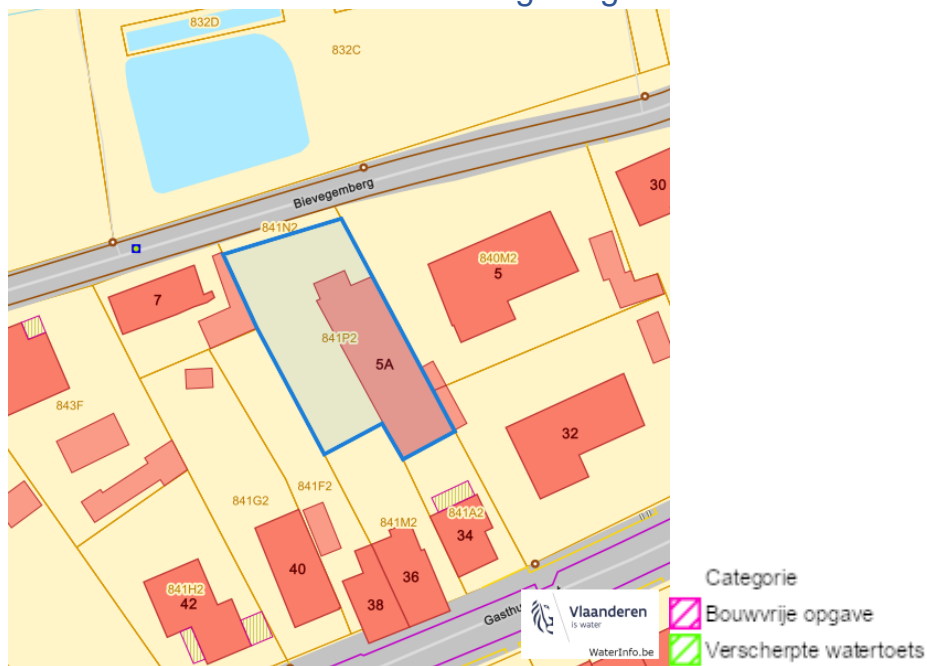 832D
832C
Bievegemberg
30
841N2
840M2
5
7
841P2
5A
843F
32
841G2
841F2
841M2
841A2
34
40
36
38
841H2
42
Gasthu
Vlaanderen
is water
WaterInfo.be
Categorie
Bouwvrije opgave
Verscherpte watertoets